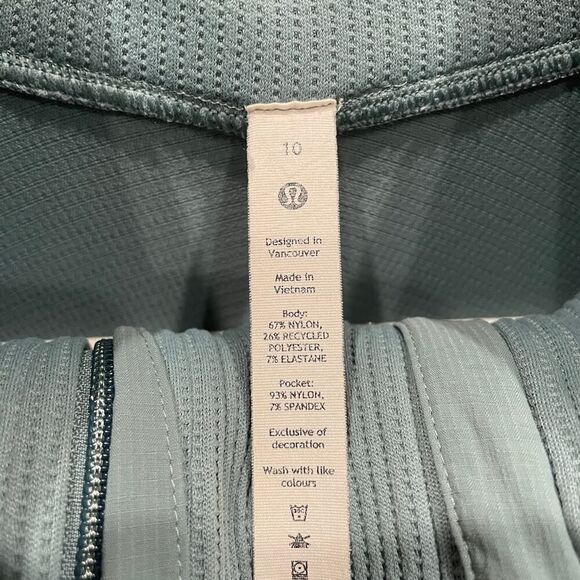 10
Designed in
Vancouver
Made in
Vietnam
Body:
67% NYLON,
26% RECYCLED
POLYESTER,
7% ELASTANE
Pocket:
93% NYLON,
7% SPANDEX
Exclusive of
decoration
Wash with like
colours